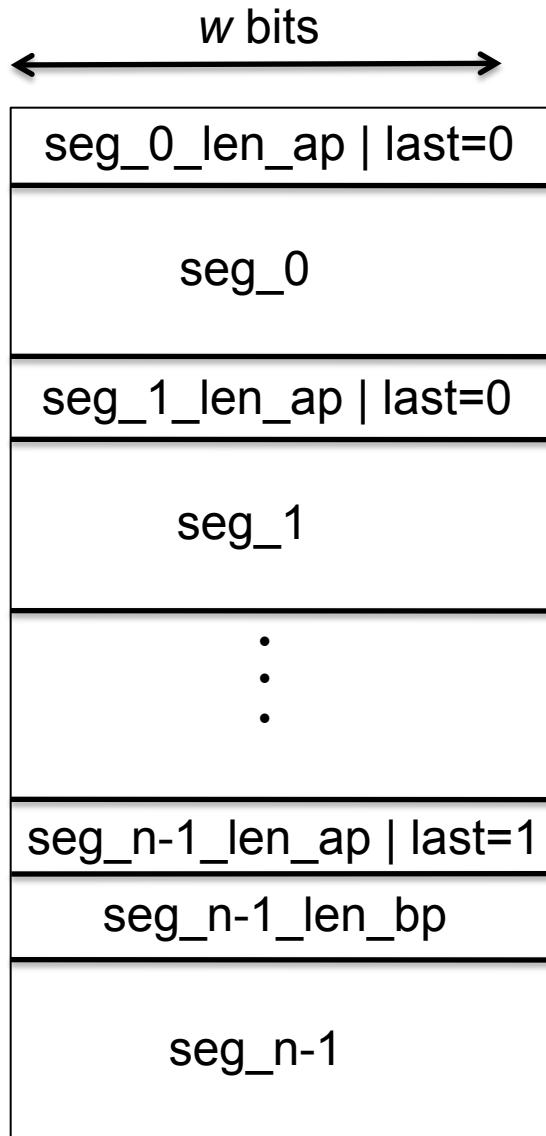 w bits
seg_0_len_ap | last=0
seg_0
seg_1_len_ap | last=0
seg_1
seg_n-1_len_ap | last=1
seg_n-1_len_bp
seg_n-1